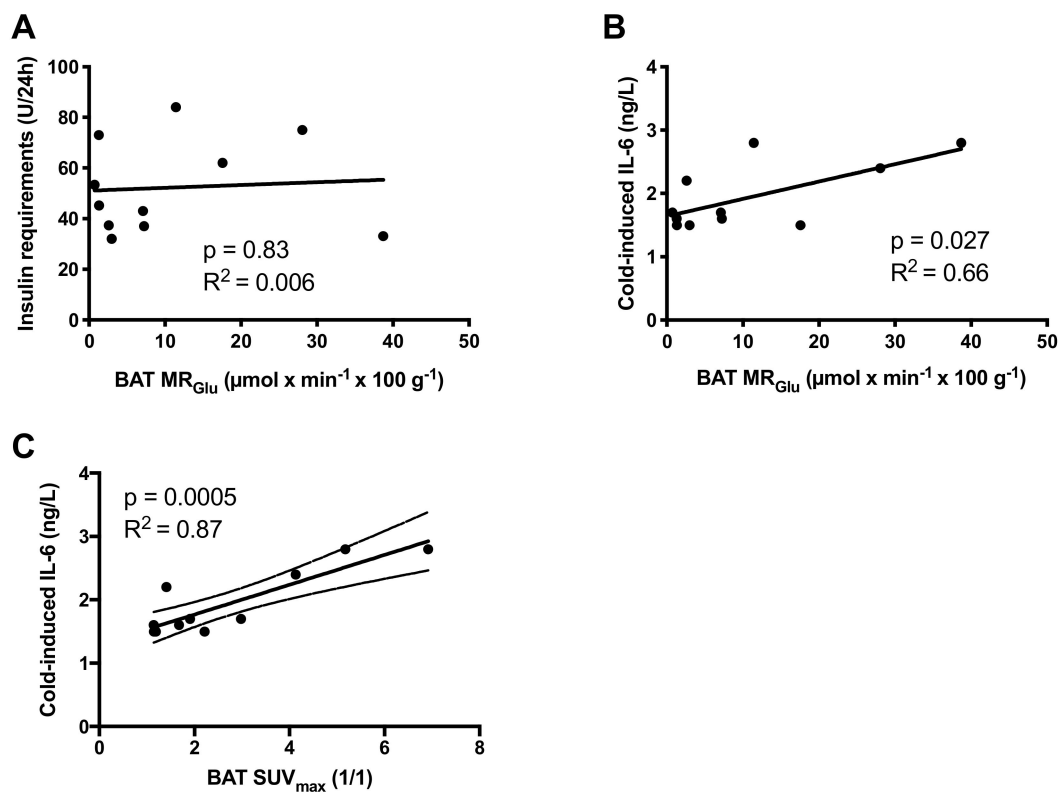 A
Insulin requirements (U/24h)
100
80
60
40
20
0
p = 0.83
R² = 0.006
0 10 20 30 40 50
BAT MR_Glu (µmol x min⁻¹ x 100 g⁻¹)
B
Cold-induced IL-6 (ng/L)
4
3
2
1
0
p = 0.027
R² = 0.66
0 10 20 30 40 50
BAT MR_Glu (µmol x min⁻¹ x 100 g⁻¹)
C
Cold-induced IL-6 (ng/L)
4
3
2
1
0
p = 0.0005
R² = 0.87
0 2 4 6 8
BAT SUV_max (1/1)